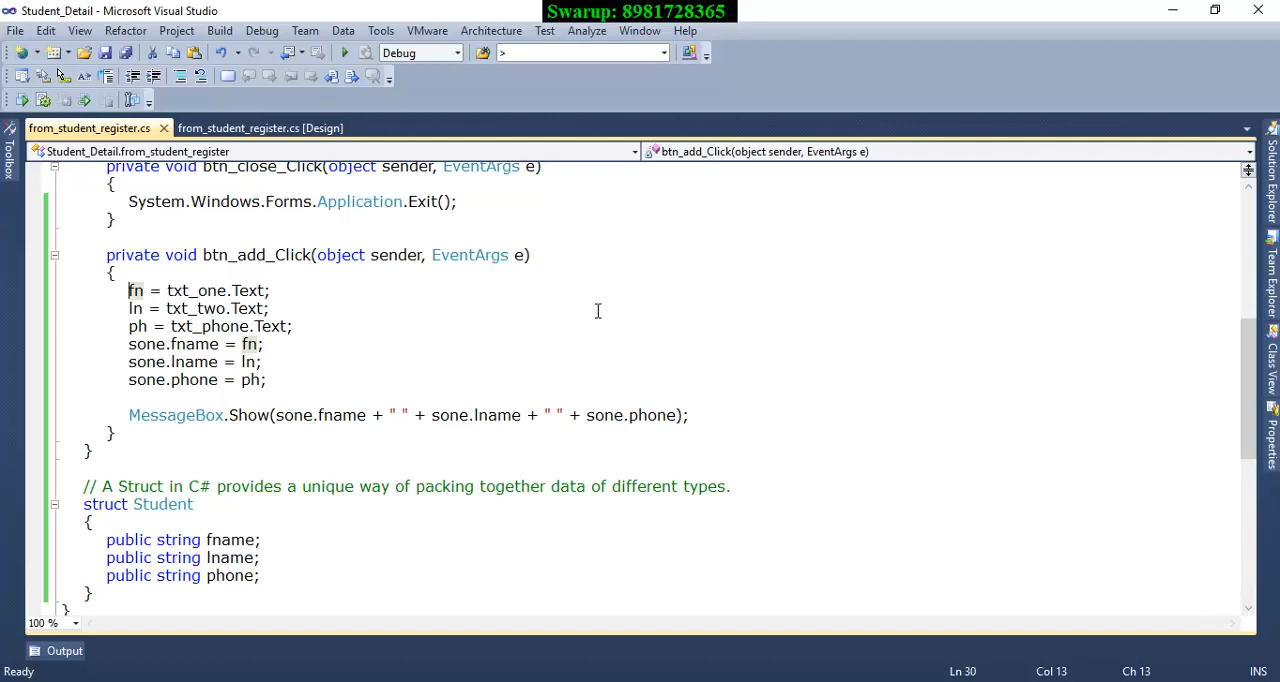 Student_Detail - Microsoft Visual Studio
Swarup: 8981728365
File Edit View Refactor Project Build Debug Team Data Tools VMware Architecture Test Analyze Window Help
Debug >
from_student_register.cs from_student_register.cs [Design]
Student_Detail.from_student_register btn_add_Click(object sender, EventArgs e)
private void btn_close_Click(object sender, EventArgs e)
{
System.Windows.Forms.Application.Exit();
}
private void btn_add_Click(object sender, EventArgs e)
{
fn = txt_one.Text;
ln = txt_two.Text;
ph = txt_phone.Text;
sone.fname = fn;
sone.lname = ln;
sone.phone = ph;
MessageBox.Show(sone.fname + " " + sone.lname + " " + sone.phone);
}
}
// A Struct in C# provides a unique way of packing together data of different types.
struct Student
{
public string fname;
public string lname;
public string phone;
}
}
100 %
Output
Ready Ln 30 Col 13 Ch 13 INS
Toolbox
Solution Explorer
Team Explorer
Class View
Properties